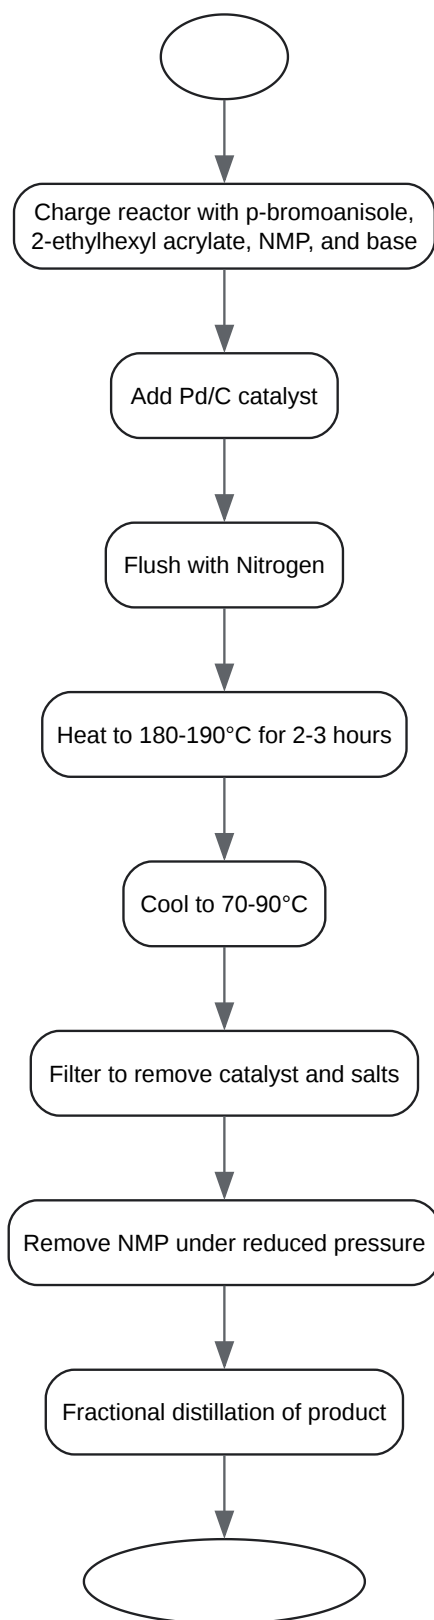 Charge reactor with p-bromoanisole,
2-ethylhexyl acrylate, NMP, and base
Add Pd/C catalyst
Flush with Nitrogen
Heat to 180-190°C for 2-3 hours
Cool to 70-90°C
Filter to remove catalyst and salts
Remove NMP under reduced pressure
Fractional distillation of product